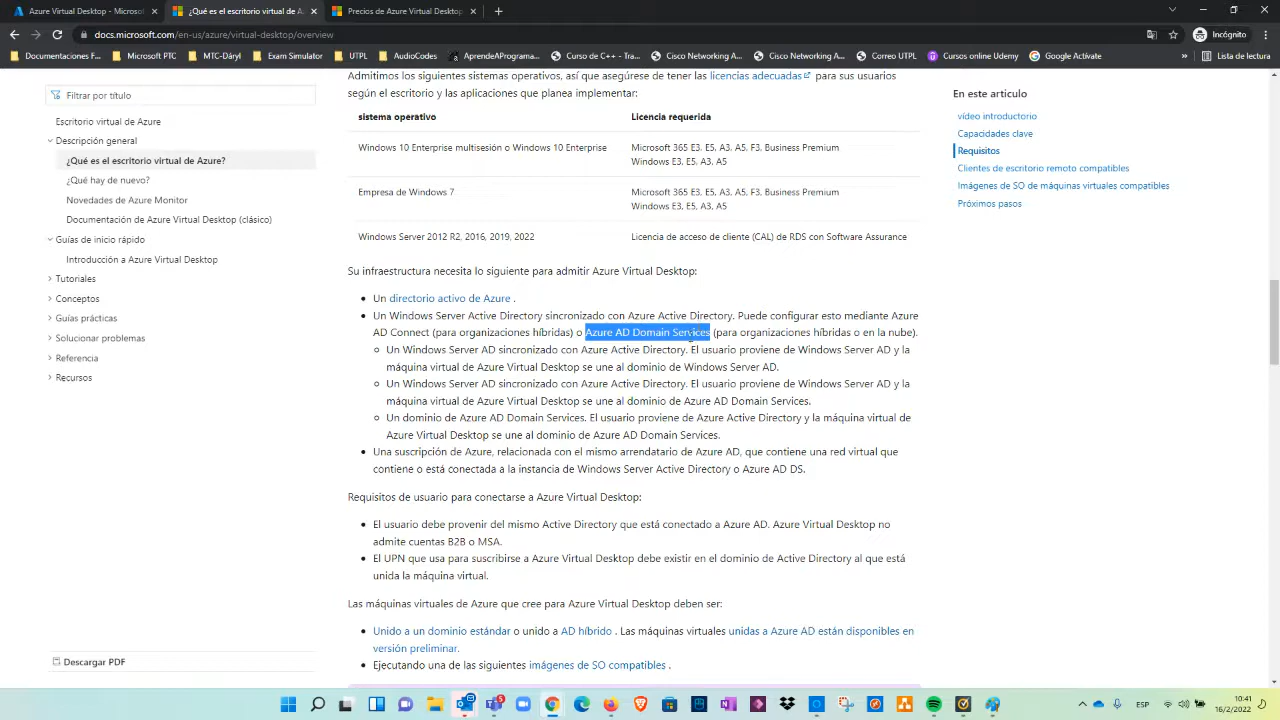 Azure Virtual Desktop - Microsol
¿Qué es el escritorio virtual de Az
Precios de Azure Virtual Desktop
docs.microsoft.com/en-us/azure/virtual-desktop/overview
Incógnito
Documentaciones F...
Microsoft PTC
MTC-Dáryl
Exam Simulator
UTPL
AudioCodes
AprendeAPrograma...
Curso de C++ - Tra...
Cisco Networking A...
Cisco Networking A...
Correo UTPL
Cursos online Udemy
Google Actívate
»
Lista de lectura
Filtrar por título
Escritorio virtual de Azure
Descripción general
¿Qué es el escritorio virtual de Azure?
¿Qué hay de nuevo?
Novedades de Azure Monitor
Documentación de Azure Virtual Desktop (clásico)
Guías de inicio rápido
Introducción a Azure Virtual Desktop
Tutoriales
Conceptos
Guías prácticas
Solucionar problemas
Referencia
Recursos
Descargar PDF
Admitimos los siguientes sistemas operativos, así que asegúrese de tener las licencias adecuadas para sus usuarios
según el escritorio y las aplicaciones que planea implementar:
sistema operativo Licencia requerida
Windows 10 Enterprise multisesión o Windows 10 Enterprise Microsoft 365 E3, E5, A3, A5, F3, Business Premium
Windows E3, E5, A3, A5
Empresa de Windows 7 Microsoft 365 E3, E5, A3, A5, F3, Business Premium
Windows E3, E5, A3, A5
Windows Server 2012 R2, 2016, 2019, 2022 Licencia de acceso de cliente (CAL) de RDS con Software Assurance
Su infraestructura necesita lo siguiente para admitir Azure Virtual Desktop:
• Un directorio activo de Azure .
• Un Windows Server Active Directory sincronizado con Azure Active Directory. Puede configurar esto mediante Azure
AD Connect (para organizaciones híbridas) o Azure AD Domain Services (para organizaciones híbridas o en la nube).
Un Windows Server AD sincronizado con Azure Active Directory. El usuario proviene de Windows Server AD y la
máquina virtual de Azure Virtual Desktop se une al dominio de Windows Server AD.
Un Windows Server AD sincronizado con Azure Active Directory. El usuario proviene de Windows Server AD y la
máquina virtual de Azure Virtual Desktop se une al dominio de Azure AD Domain Services.
Un dominio de Azure AD Domain Services. El usuario proviene de Azure Active Directory y la máquina virtual de
Azure Virtual Desktop se une al dominio de Azure AD Domain Services.
• Una suscripción de Azure, relacionada con el mismo arrendatario de Azure AD, que contiene una red virtual que
contiene o está conectada a la instancia de Windows Server Active Directory o Azure AD DS.
Requisitos de usuario para conectarse a Azure Virtual Desktop:
• El usuario debe provenir del mismo Active Directory que está conectado a Azure AD. Azure Virtual Desktop no
admite cuentas B2B o MSA.
• El UPN que usa para suscribirse a Azure Virtual Desktop debe existir en el dominio de Active Directory al que está
unida la máquina virtual.
Las máquinas virtuales de Azure que cree para Azure Virtual Desktop deben ser:
• Unido a un dominio estándar o unido a AD híbrido . Las máquinas virtuales unidas a Azure AD están disponibles en
versión preliminar.
• Ejecutando una de las siguientes imágenes de SO compatibles .
En este articulo
vídeo introductorio
Capacidades clave
Requisitos
Clientes de escritorio remoto compatibles
Imágenes de SO de máquinas virtuales compatibles
Próximos pasos
5
ESP
10:41
16/2/2022